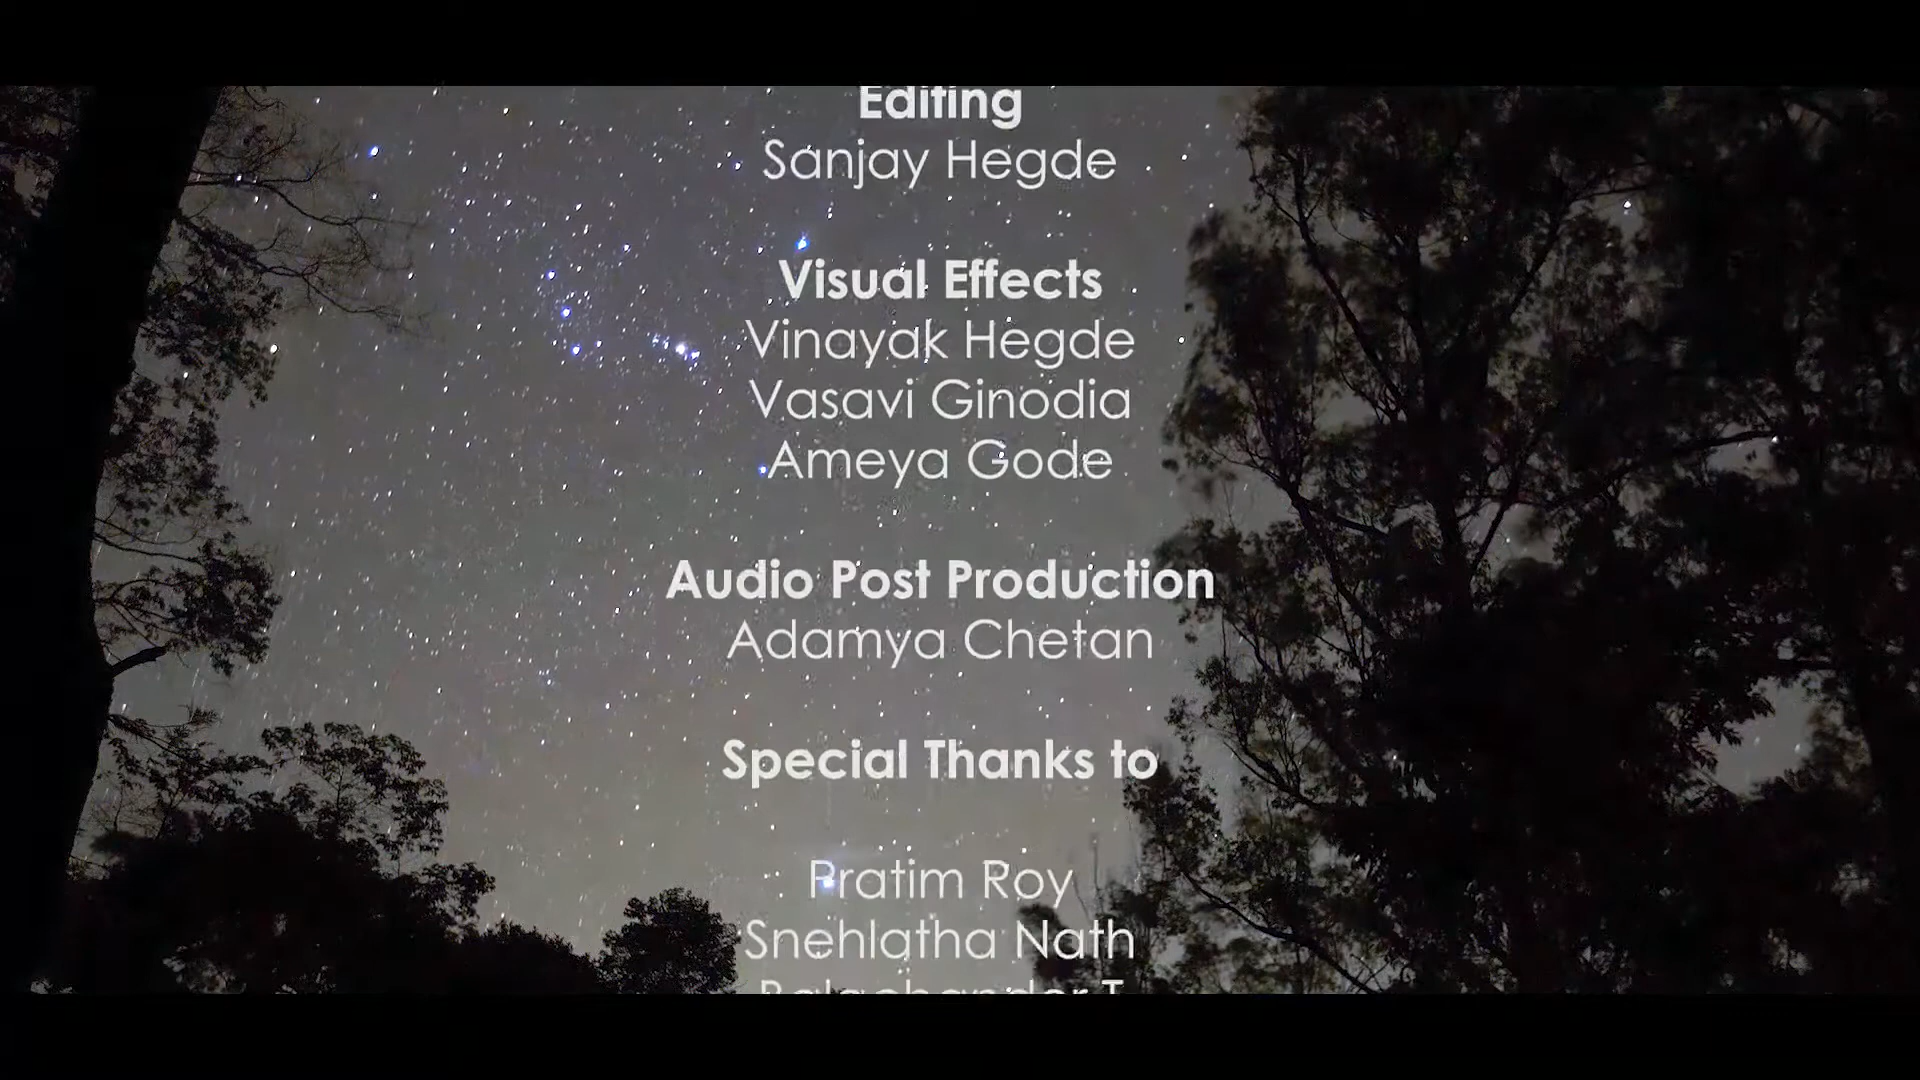 Editing
Sanjay Hegde
Visual Effects
Vinayak Hegde
Vasavi Ginodia
Ameya Gode
Audio Post Production
Adamya Chetan
Special Thanks to
Pratim Roy
Snehlatha Nath
Balachander T